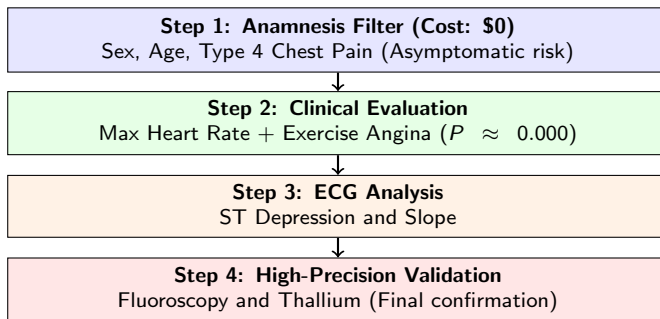 Step 1: Anamnesis Filter (Cost: $0)
Sex, Age, Type 4 Chest Pain (Asymptomatic risk)
Step 2: Clinical Evaluation
Max Heart Rate + Exercise Angina (P ≈ 0.000)
Step 3: ECG Analysis
ST Depression and Slope
Step 4: High-Precision Validation
Fluoroscopy and Thallium (Final confirmation)